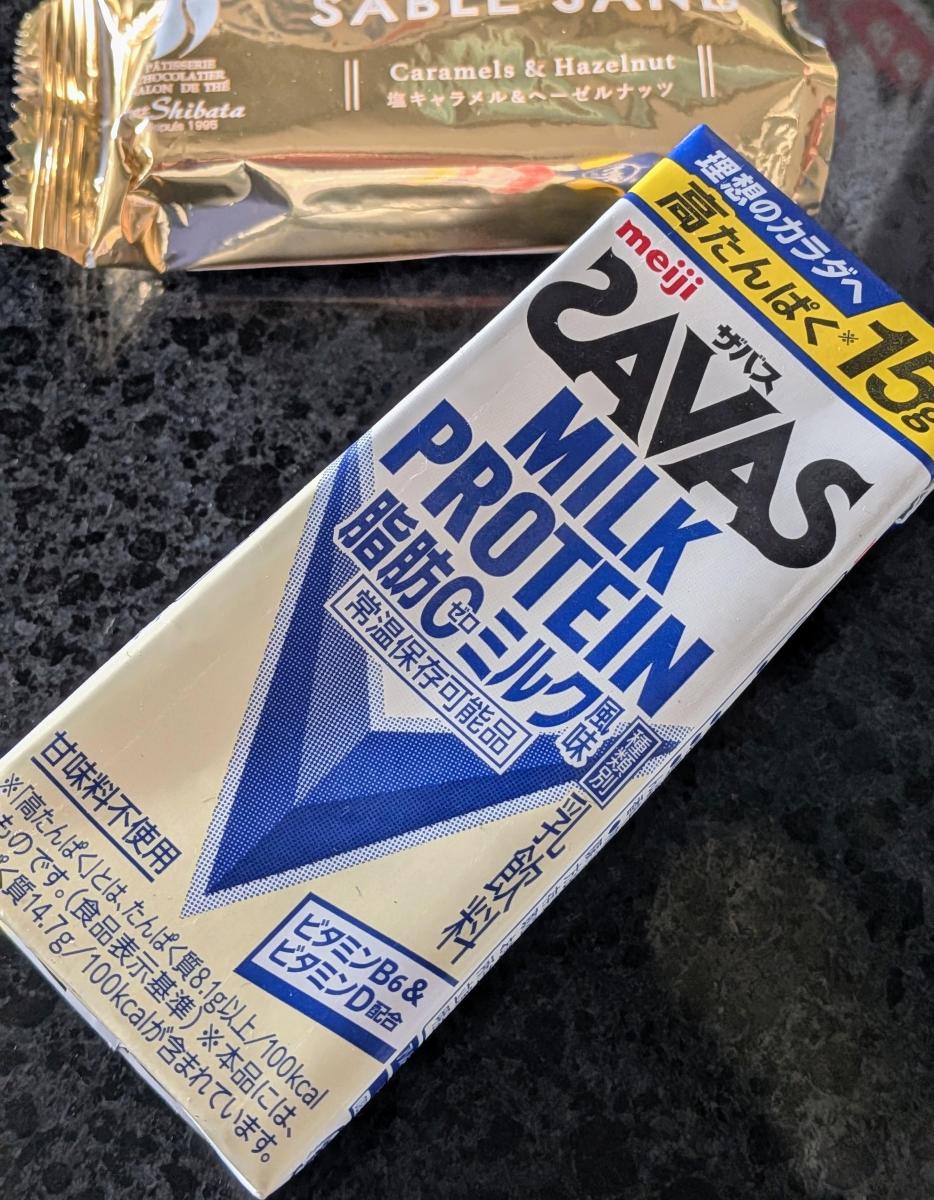 SABLE SAND
PATISSERIE
CHOCOLATIER
SALON DE THÉ
Shibata
depuis 1995
Caramels & Hazelnut
塩キャラメル&ヘーゼルナッツ
理想のカラダへ
高たんぱく※15g
meiji
ザバス
SAVAS
MILK
PROTEIN
脂肪0ゼロミルク風味
常温保存可能品
種類別
乳飲料
甘味料不使用
※「高たんぱく」とは、たんぱく質8.1g以上/100kcal
ものです。(食品表示基準)※本品には、
く質14.7g/100kcalが含まれています。
ビタミンB6&
ビタミンD配合